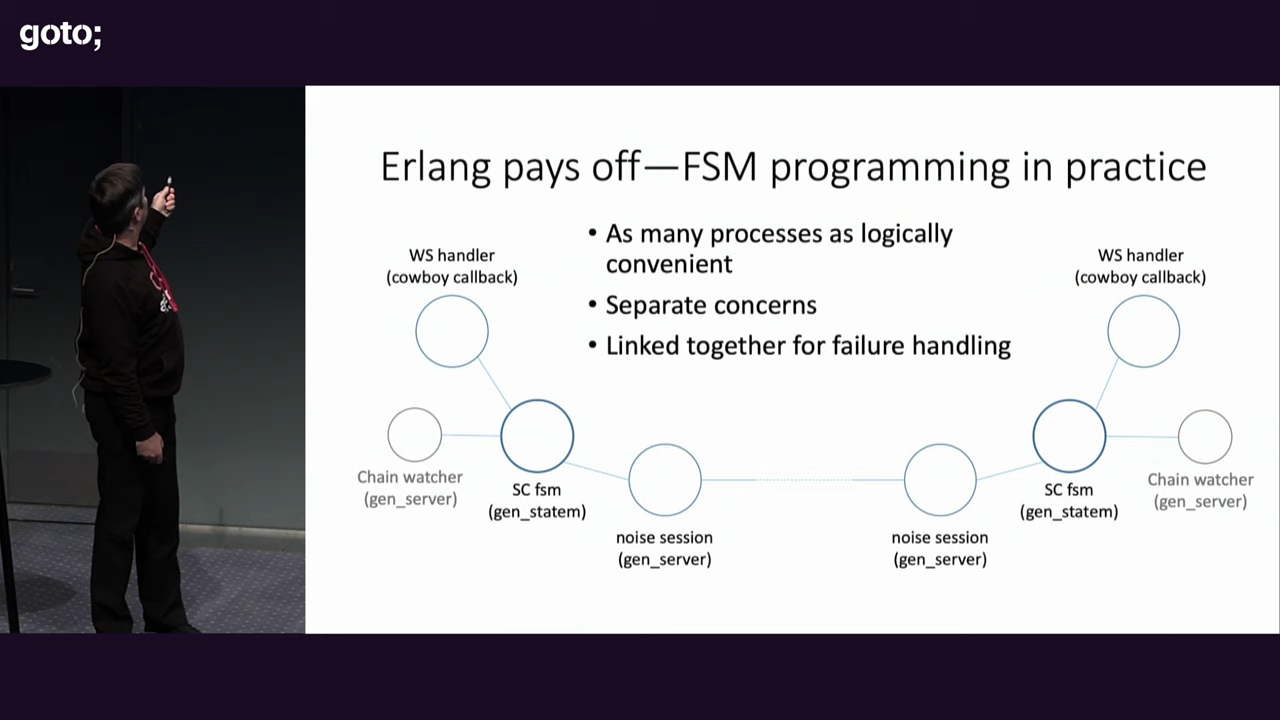 goto;
Erlang pays off—FSM programming in practice
• As many processes as logically
convenient
• Separate concerns
• Linked together for failure handling
WS handler
(cowboy callback)
Chain watcher
(gen_server)
SC fsm
(gen_statem)
noise session
(gen_server)
noise session
(gen_server)
SC fsm
(gen_statem)
WS handler
(cowboy callback)
Chain watcher
(gen_server)